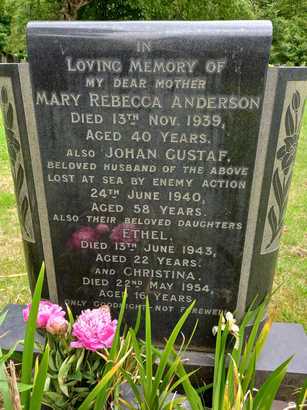 IN
LOVING MEMORY OF
MY DEAR MOTHER
MARY REBECCA ANDERSON
DIED 13TH NOV. 1939,
AGED 40 YEARS.
ALSO JOHAN GUSTAF,
BELOVED HUSBAND OF THE ABOVE
LOST AT SEA BY ENEMY ACTION
24TH JUNE 1940,
AGED 58 YEARS.
ALSO THEIR BELOVED DAUGHTERS
ETHEL,
DIED 13TH JUNE 1943,
AGED 22 YEARS.
AND CHRISTINA,
DIED 22ND MAY 1954,
AGED 16 YEARS.
ONLY GOODNIGHT-NOT FAREWELL